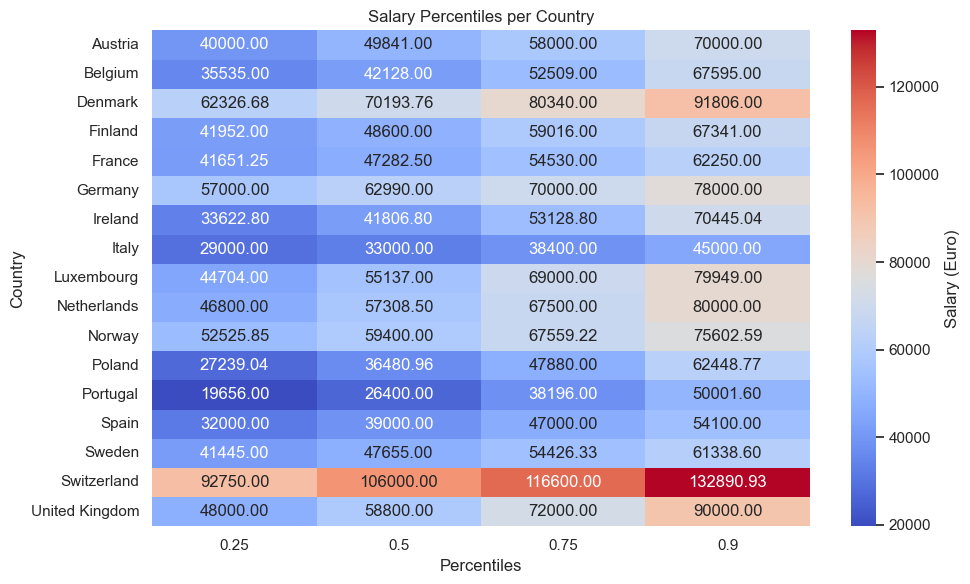 Salary Percentiles per Country
Austria 40000.00 49841.00 58000.00 70000.00
Belgium 35535.00 42128.00 52509.00 67595.00
Denmark 62326.68 70193.76 80340.00 91806.00
Finland 41952.00 48600.00 59016.00 67341.00
France 41651.25 47282.50 54530.00 62250.00
Germany 57000.00 62990.00 70000.00 78000.00
Ireland 33622.80 41806.80 53128.80 70445.04
Italy 29000.00 33000.00 38400.00 45000.00
Luxembourg 44704.00 55137.00 69000.00 79949.00
Netherlands 46800.00 57308.50 67500.00 80000.00
Norway 52525.85 59400.00 67559.22 75602.59
Poland 27239.04 36480.96 47880.00 62448.77
Portugal 19656.00 26400.00 38196.00 50001.60
Spain 32000.00 39000.00 47000.00 54100.00
Sweden 41445.00 47655.00 54426.33 61338.60
Switzerland 92750.00 106000.00 116600.00 132890.93
United Kingdom 48000.00 58800.00 72000.00 90000.00
0.25 0.5 0.75 0.9
Percentiles
Country
120000
100000
80000
60000
40000
20000
Salary (Euro)